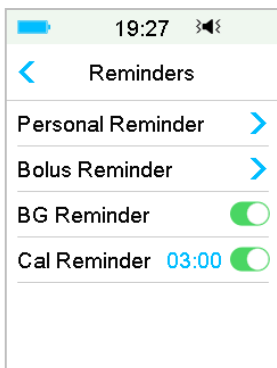 19:27
Reminders
Personal Reminder
Bolus Reminder
BG Reminder
Cal Reminder 03:00